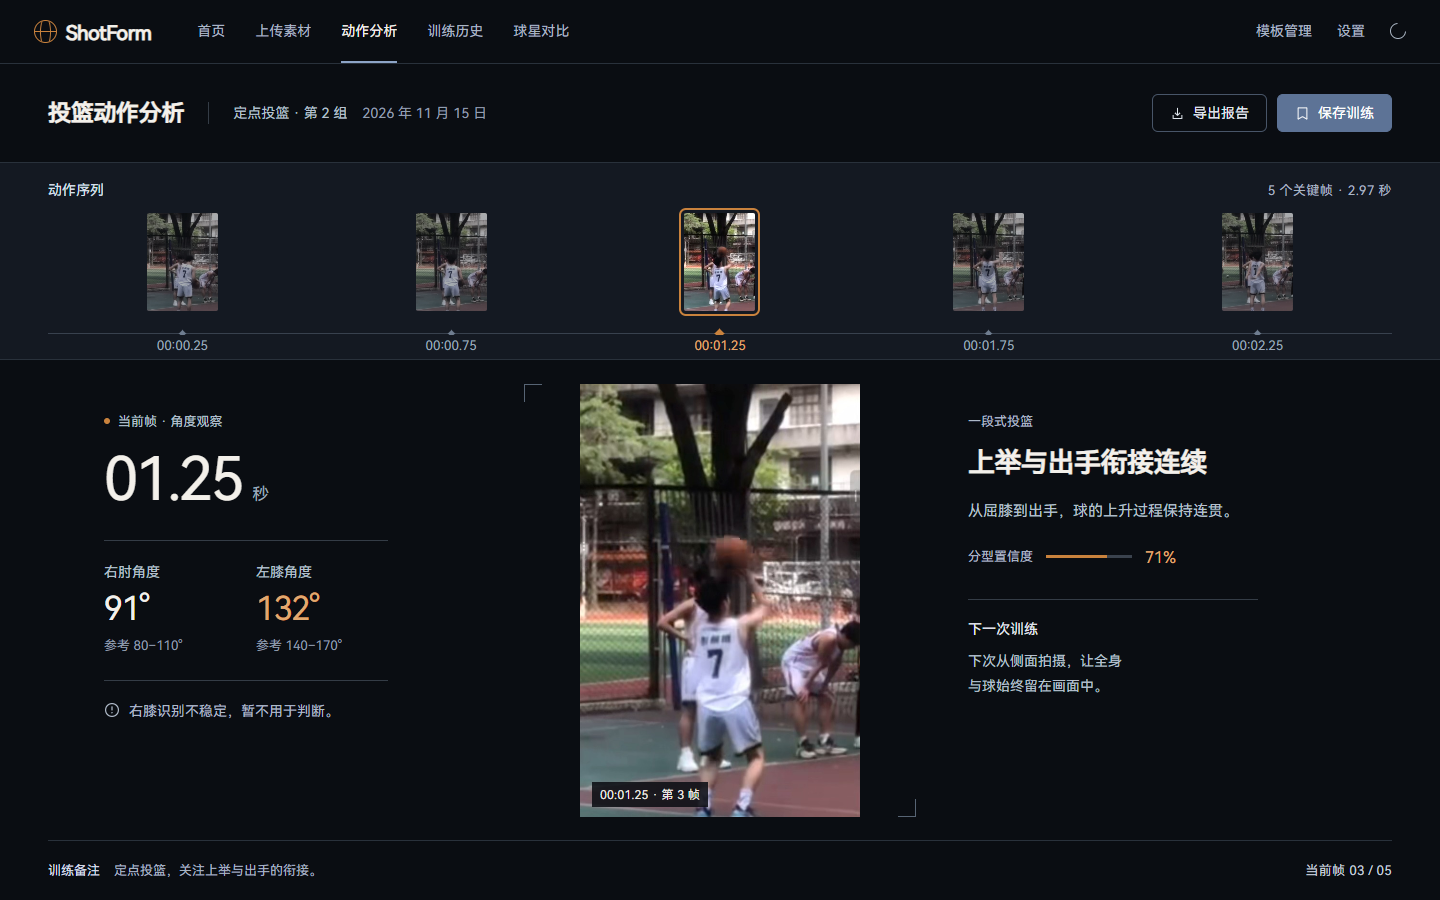 ShotForm 首页 上传素材 动作分析 训练历史 球星对比 模板管理 设置
投篮动作分析 定点投篮 · 第 2 组 2026 年 11 月 15 日 导出报告 保存训练
动作序列 5 个关键帧 · 2.97 秒
00:00.25 00:00.75 00:01.25 00:01.75 00:02.25
当前帧 · 角度观察
01.25 秒
右肘角度 左膝角度
91° 132°
参考 80–110° 参考 140–170°
右膝识别不稳定，暂不用于判断。
7
00:01.25 · 第 3 帧
一段式投篮
上举与出手衔接连续
从屈膝到出手，球的上升过程保持连贯。
分型置信度 71%
下一次训练
下次从侧面拍摄，让全身
与球始终留在画面中。
训练备注 定点投篮，关注上举与出手的衔接。 当前帧 03 / 05